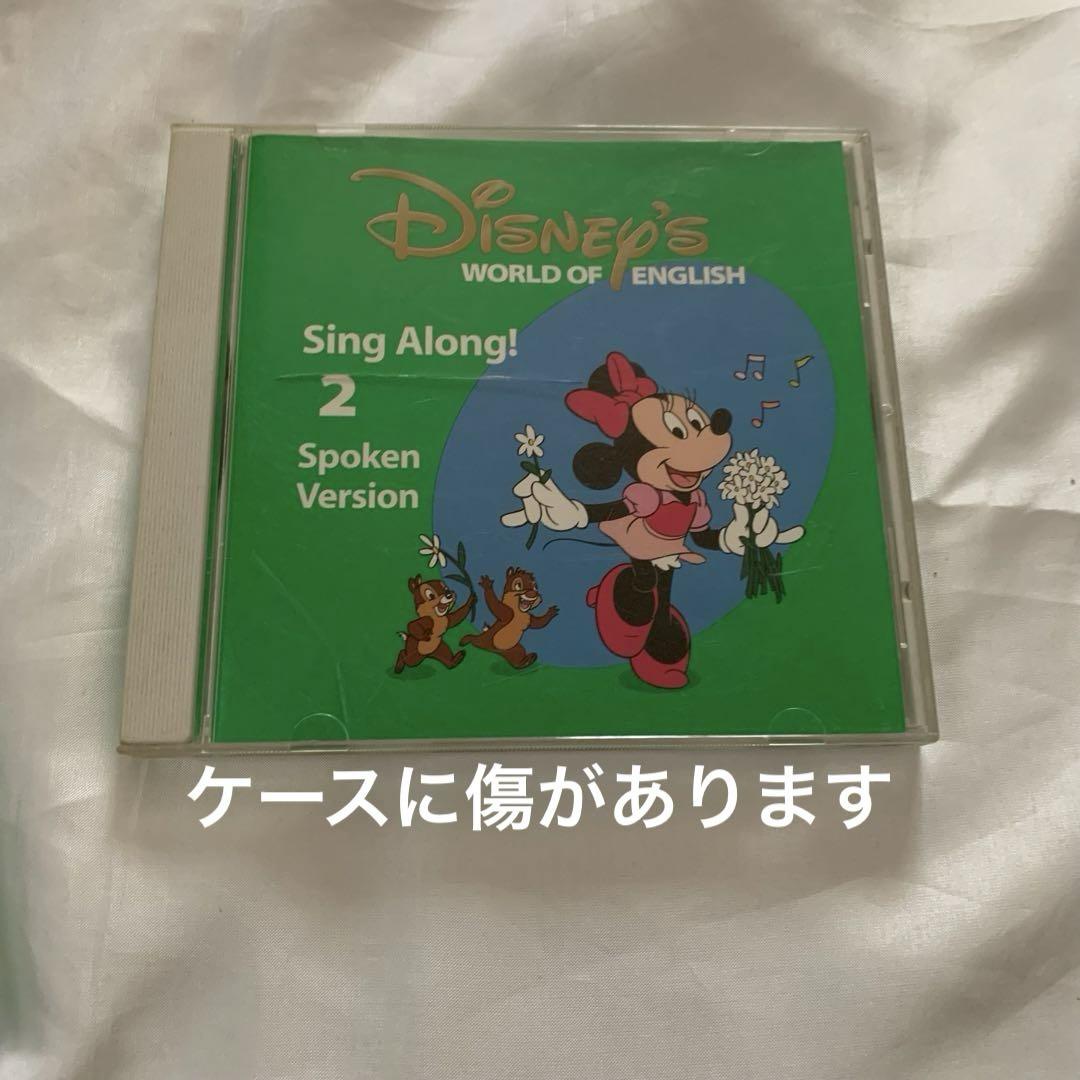 Disney's
WORLD OF ENGLISH
Sing Along!
2
Spoken
Version
ケースに傷があります